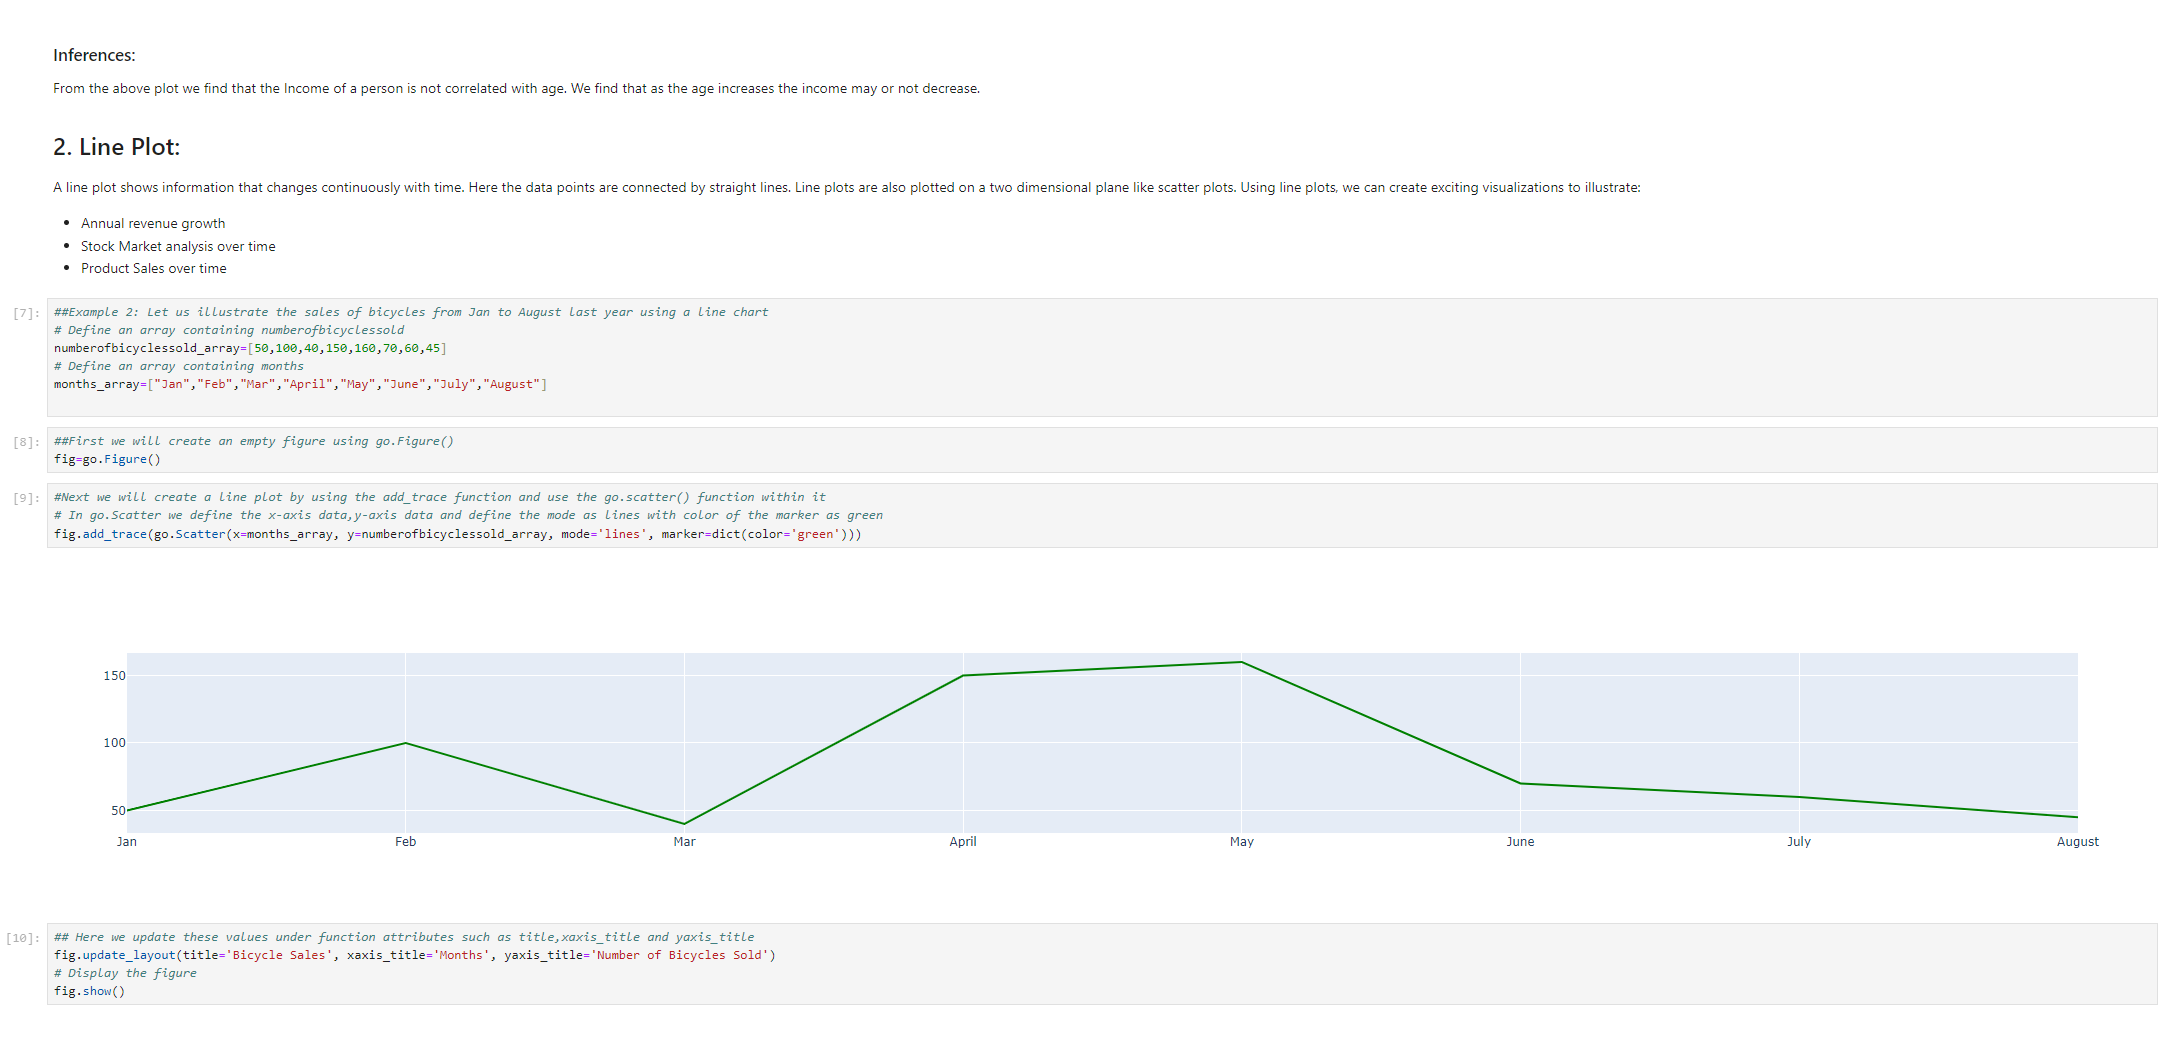 Inferences:
From the above plot we find that the Income of a person is not correlated with age. We find that as the age increases the income may or not decrease.
2. Line Plot:
A line plot shows information that changes continuously with time. Here the data points are connected by straight lines. Line plots are also plotted on a two dimensional plane like scatter plots. Using line plots, we can create exciting visualizations to illustrate:
• Annual revenue growth
• Stock Market analysis over time
• Product Sales over time
[7]: ##Example 2: Let us illustrate the sales of bicycles from Jan to August last year using a line chart
# Define an array containing numberofbicyclessold
numberofbicyclessold_array=[50,100,40,150,160,70,60,45]
# Define an array containing months
months_array=["Jan","Feb","Mar","April","May","June","July","August"]
[8]: ##First we will create an empty figure using go.Figure()
fig=go.Figure()
[9]: #Next we will create a line plot by using the add_trace function and use the go.scatter() function within it
# In go.Scatter we define the x-axis data,y-axis data and define the mode as lines with color of the marker as green
fig.add_trace(go.Scatter(x=months_array, y=numberofbicyclessold_array, mode='lines', marker=dict(color='green')))
150
100
50
Jan Feb Mar April May June July August
[10]: ## Here we update these values under function attributes such as title,xaxis_title and yaxis_title
fig.update_layout(title='Bicycle Sales', xaxis_title='Months', yaxis_title='Number of Bicycles Sold')
# Display the figure
fig.show()